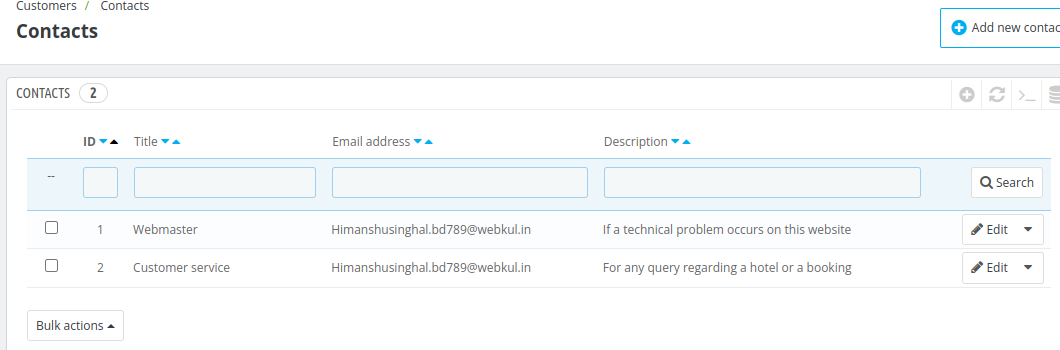 Customers / Contacts
Contacts
Add new contac
CONTACTS 2
ID Title Email address Description
-- Search
1 Webmaster Himanshusinghal.bd789@webkul.in If a technical problem occurs on this website Edit
2 Customer service Himanshusinghal.bd789@webkul.in For any query regarding a hotel or a booking Edit
Bulk actions